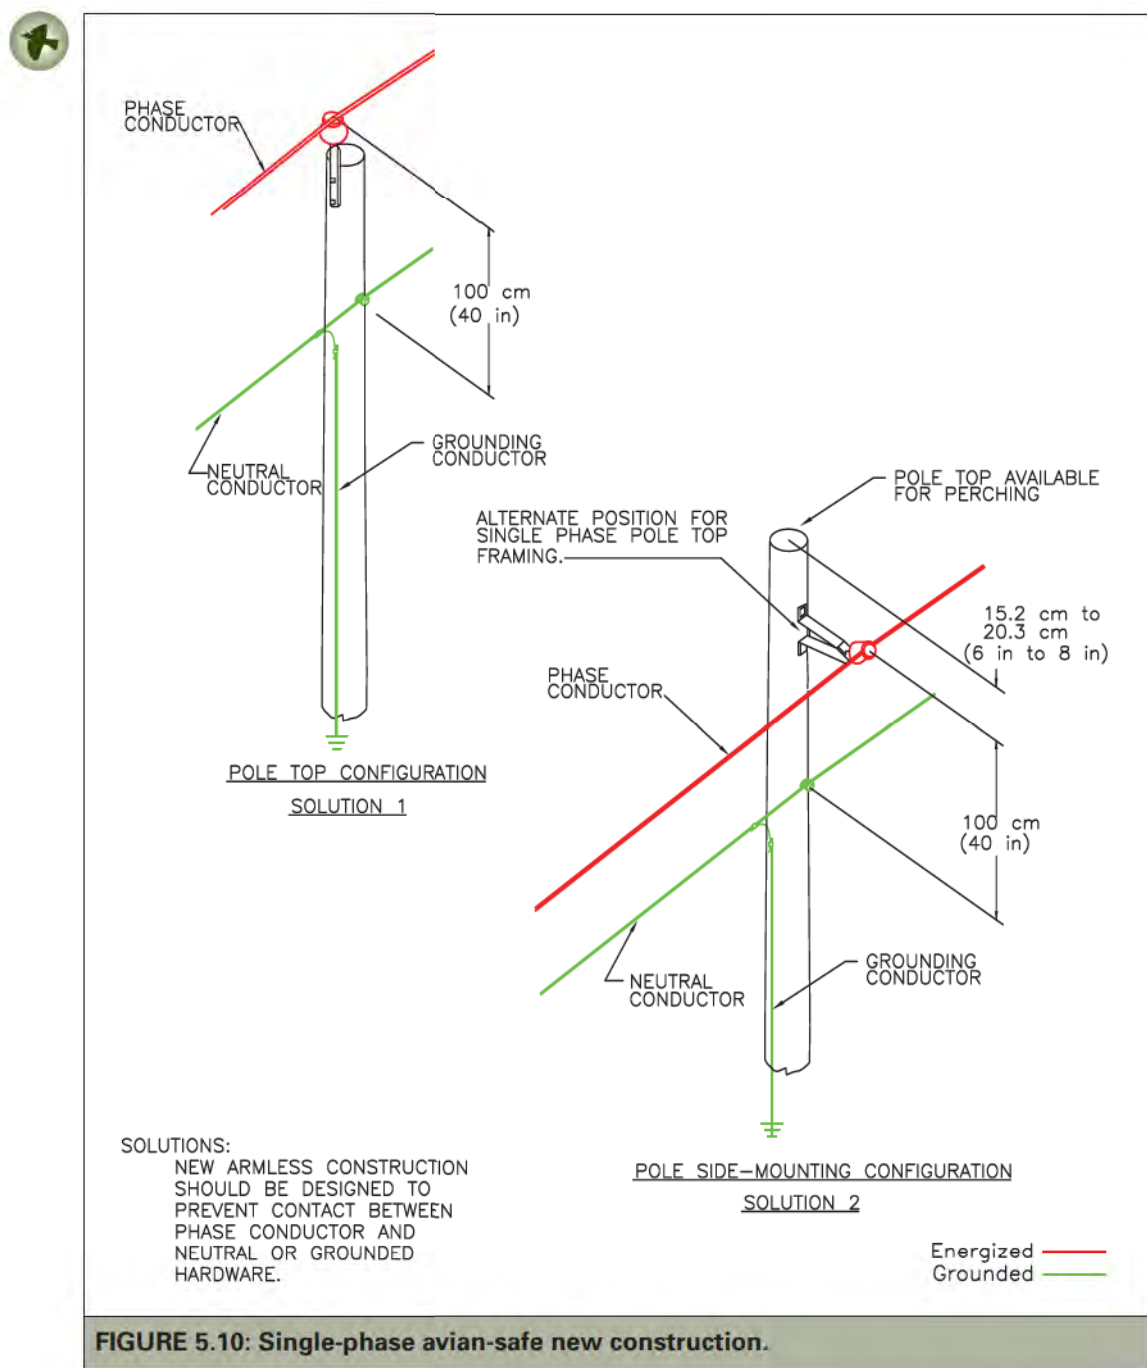 PHASE
CONDUCTOR
100 cm
(40 in)
GROUNDING
CONDUCTOR
NEUTRAL
CONDUCTOR
POLE TOP CONFIGURATION
SOLUTION 1
POLE TOP AVAILABLE
FOR PERCHING
ALTERNATE POSITION FOR
SINGLE PHASE POLE TOP
FRAMING.
15.2 cm to
20.3 cm
(6 in to 8 in)
PHASE
CONDUCTOR
100 cm
(40 in)
GROUNDING
CONDUCTOR
NEUTRAL
CONDUCTOR
POLE SIDE-MOUNTING CONFIGURATION
SOLUTION 2
SOLUTIONS:
NEW ARMLESS CONSTRUCTION
SHOULD BE DESIGNED TO
PREVENT CONTACT BETWEEN
PHASE CONDUCTOR AND
NEUTRAL OR GROUNDED
HARDWARE.
Energized
Grounded
FIGURE 5.10: Single-phase avian-safe new construction.